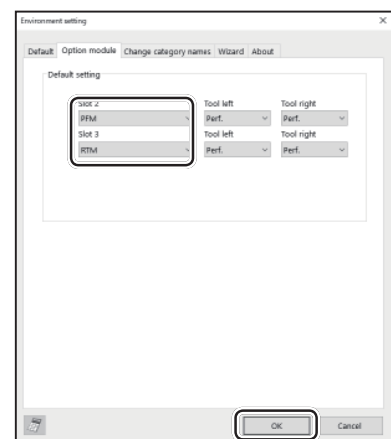 Environment setting
Default Option module Change category names Wizard About
Default setting
Slot 2 Tool left Tool right
PFM Perf. Perf.
Slot 3 Tool left Tool right
RTM Perf. Perf.
OK Cancel